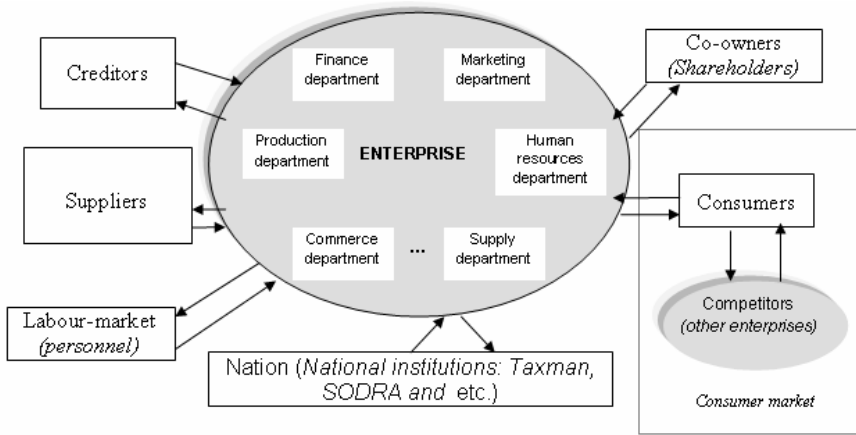 Finance
department
Marketing
department
Co-owners
(Shareholders)
Creditors
Production
department
ENTERPRISE
Human
resources
department
Suppliers
Consumers
Commerce
department
...
Supply
department
Labour-market
(personnel)
Competitors
(other enterprises)
Nation (National institutions: Taxman,
SODRA and etc.)
Consumer market